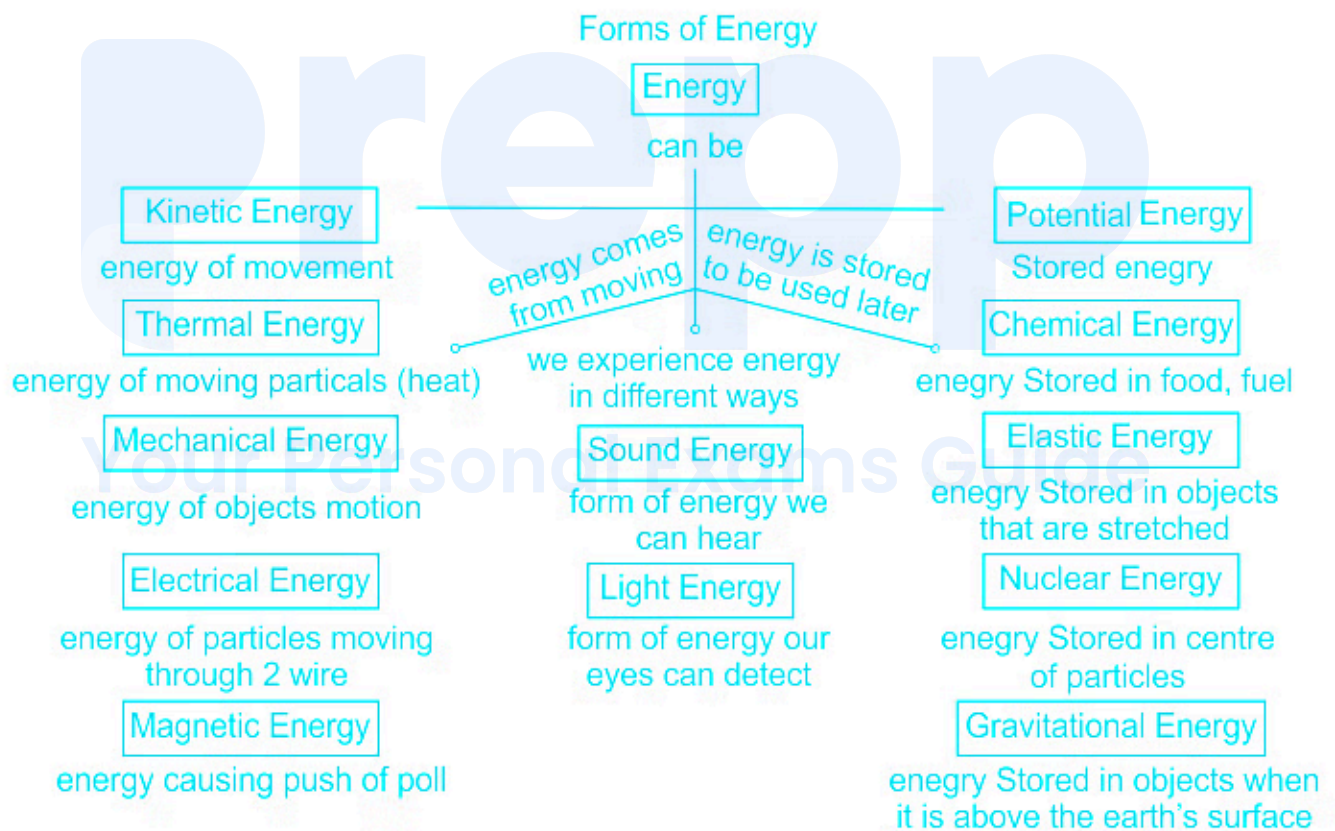 Forms of Energy
Energy
can be
Kinetic Energy
energy of movement
Thermal Energy
energy of moving particals (heat)
Mechanical Energy
energy of objects motion
Electrical Energy
energy of particles moving
through 2 wire
Magnetic Energy
energy causing push of poll
energy comes
from moving
energy is stored
to be used later
we experience energy
in different ways
Sound Energy
form of energy we
can hear
Light Energy
form of energy our
eyes can detect
Potential Energy
Stored enegry
Chemical Energy
enegry Stored in food, fuel
Elastic Energy
enegry Stored in objects
that are stretched
Nuclear Energy
enegry Stored in centre
of particles
Gravitational Energy
enegry Stored in objects when
it is above the earth's surface
prepp
Your Personal Exams Guide